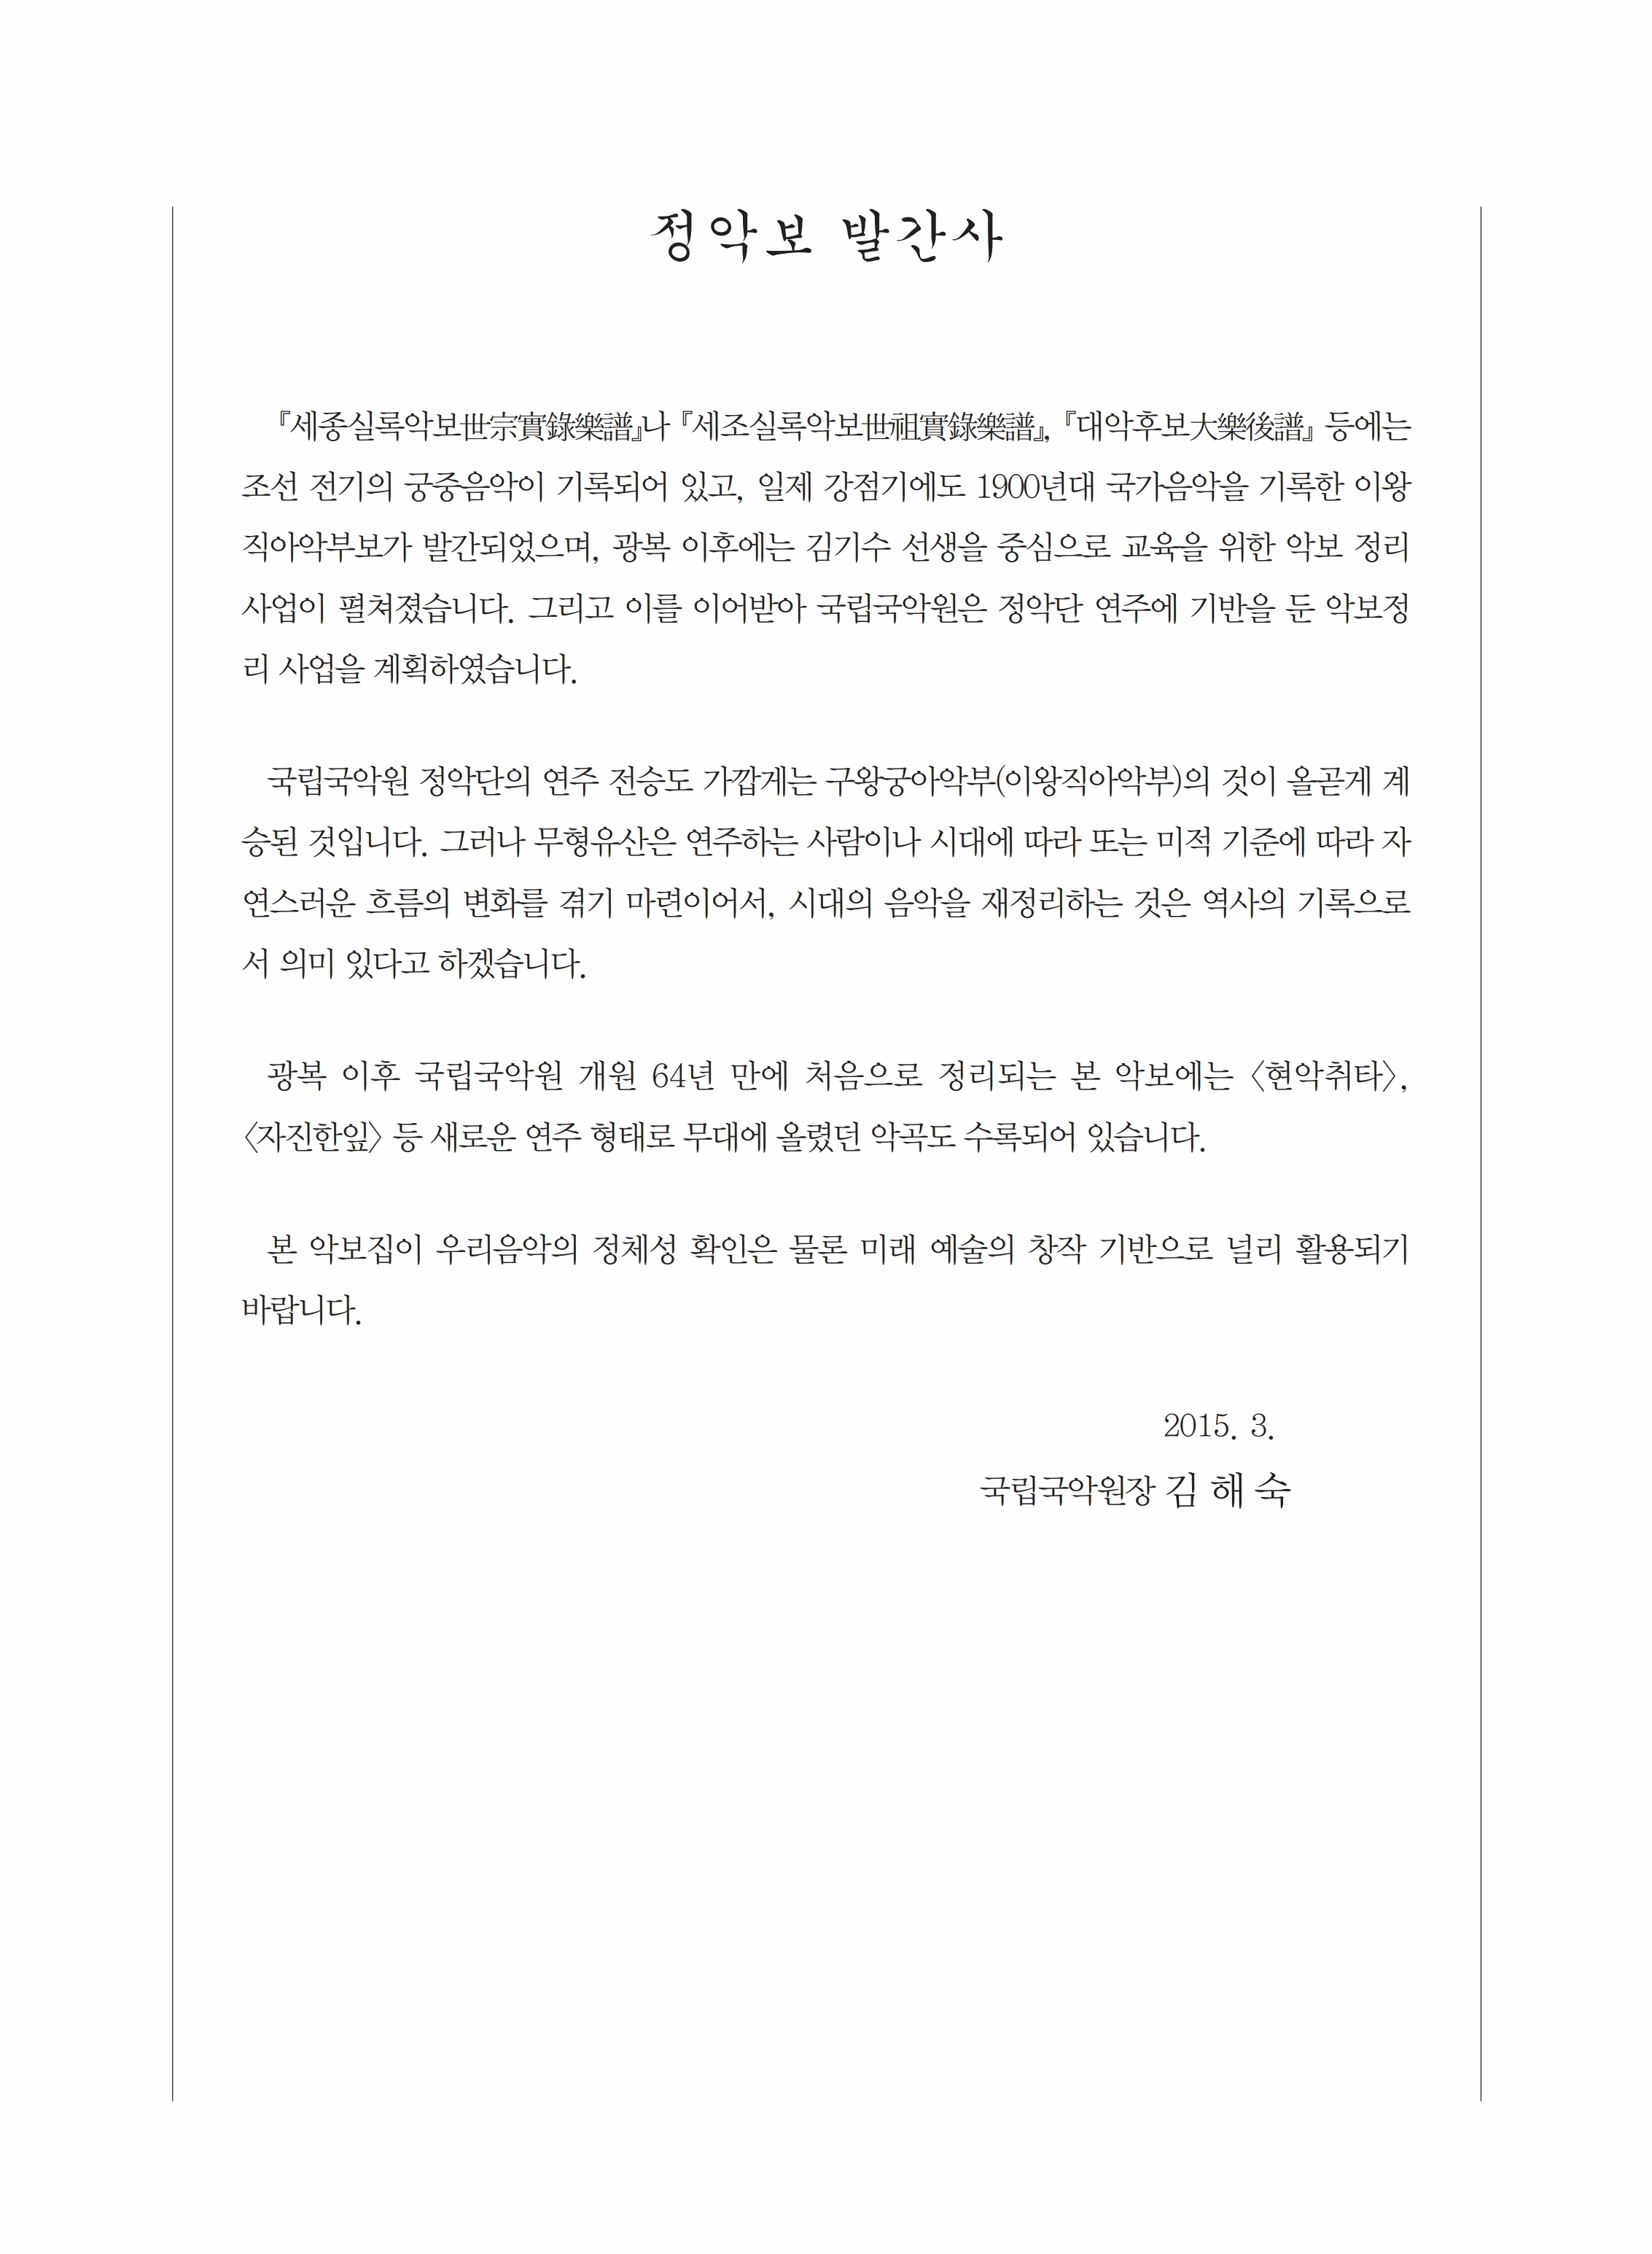 정악보 발간사
『세종실록악보世宗實錄樂譜』나 『세조실록악보世祖實錄樂譜』, 『대악후보大樂後譜』 등에는
조선 전기의 궁중음악이 기록되어 있고, 일제 강점기에도 1900년대 국가음악을 기록한 이왕
직아악부보가 발간되었으며, 광복 이후에는 김기수 선생을 중심으로 교육을 위한 악보 정리
사업이 펼쳐졌습니다. 그리고 이를 이어받아 국립국악원은 정악단 연주에 기반을 둔 악보정
리 사업을 계획하였습니다.
국립국악원 정악단의 연주 전승도 가깝게는 구왕궁아악부(이왕직아악부)의 것이 올곧게 계
승된 것입니다. 그러나 무형유산은 연주하는 사람이나 시대에 따라 또는 미적 기준에 따라 자
연스러운 흐름의 변화를 겪기 마련이어서, 시대의 음악을 재정리하는 것은 역사의 기록으로
서 의미 있다고 하겠습니다.
광복 이후 국립국악원 개원 64년 만에 처음으로 정리되는 본 악보에는 〈현악취타〉,
〈자진한잎〉 등 새로운 연주 형태로 무대에 올렸던 악곡도 수록되어 있습니다.
본 악보집이 우리음악의 정체성 확인은 물론 미래 예술의 창작 기반으로 널리 활용되기
바랍니다.
2015. 3.
국립국악원장 김 해 숙